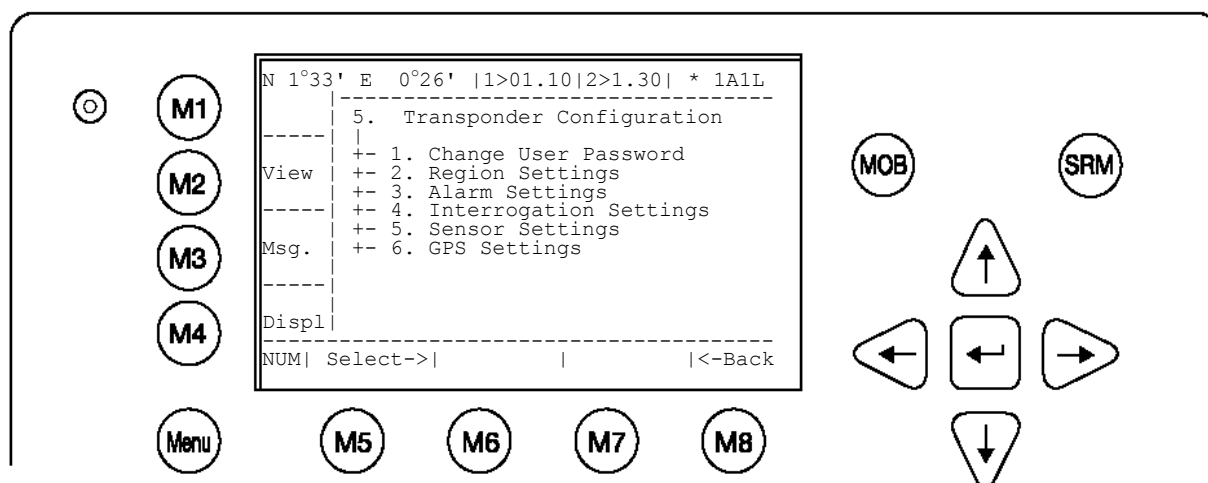 N 1°33' E 0°26' |1>01.10|2>1.30| * 1A1L
5. Transponder Configuration
+- 1. Change User Password
View | +- 2. Region Settings
+- 3. Alarm Settings
+- 4. Interrogation Settings
+- 5. Sensor Settings
Msg. | +- 6. GPS Settings
Displ|
NUM| Select->| | |<-Back
M1
M2
M3
M4
Menu
M5
M6
M7
M8
MOB
SRM